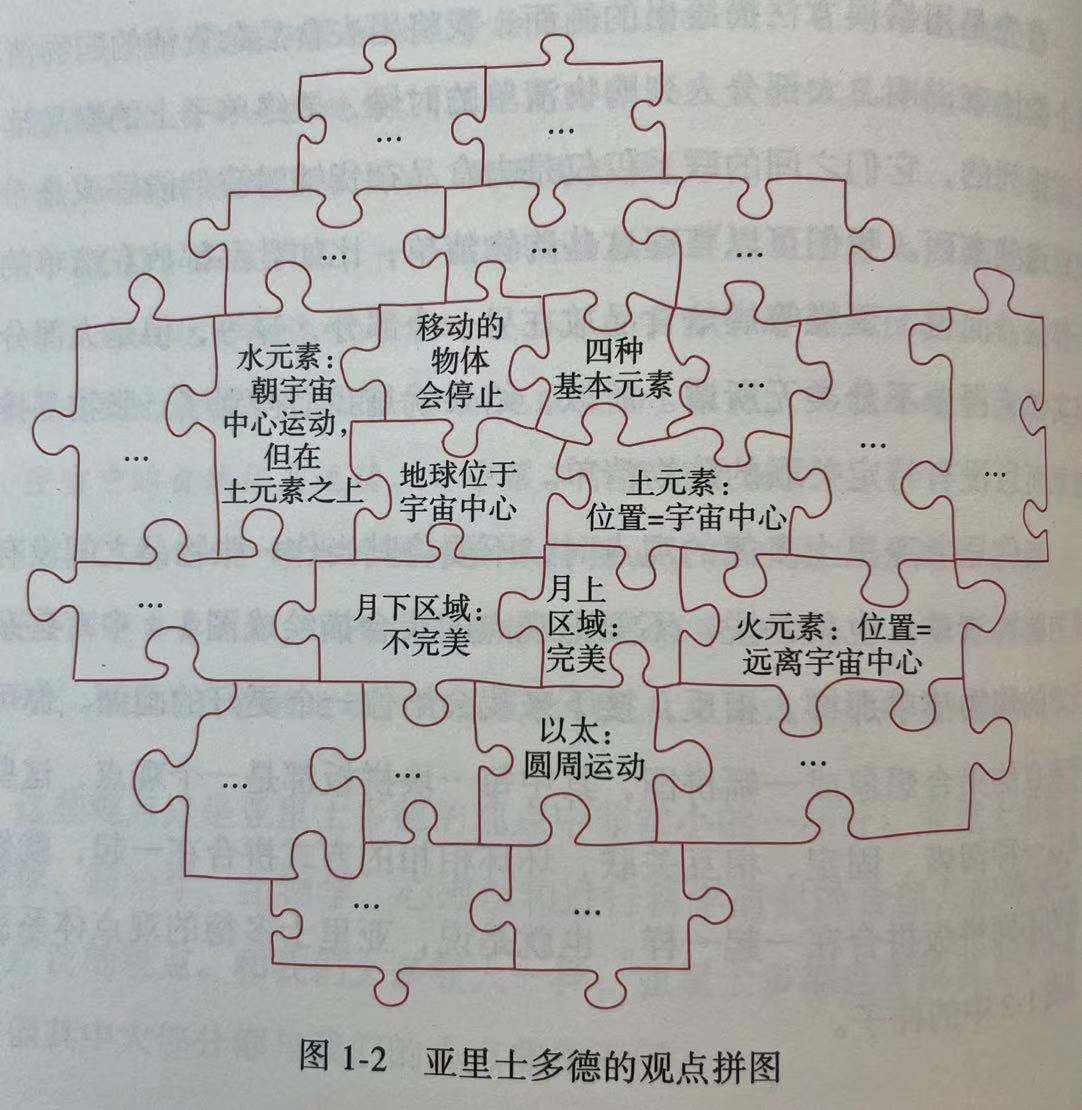 ...
...
...
...
...
水元素：
朝宇宙
中心运动，
但在
土元素之上
移动的
物体
会停止
四种
基本元素
...
...
...
...
地球位于
宇宙中心
土元素：
位置=宇宙中心
...
月下区域：
不完美
月上
区域：
完美
火元素：位置=
远离宇宙中心
...
...
以太：
圆周运动
...
...
...
图 1-2 亚里士多德的观点拼图